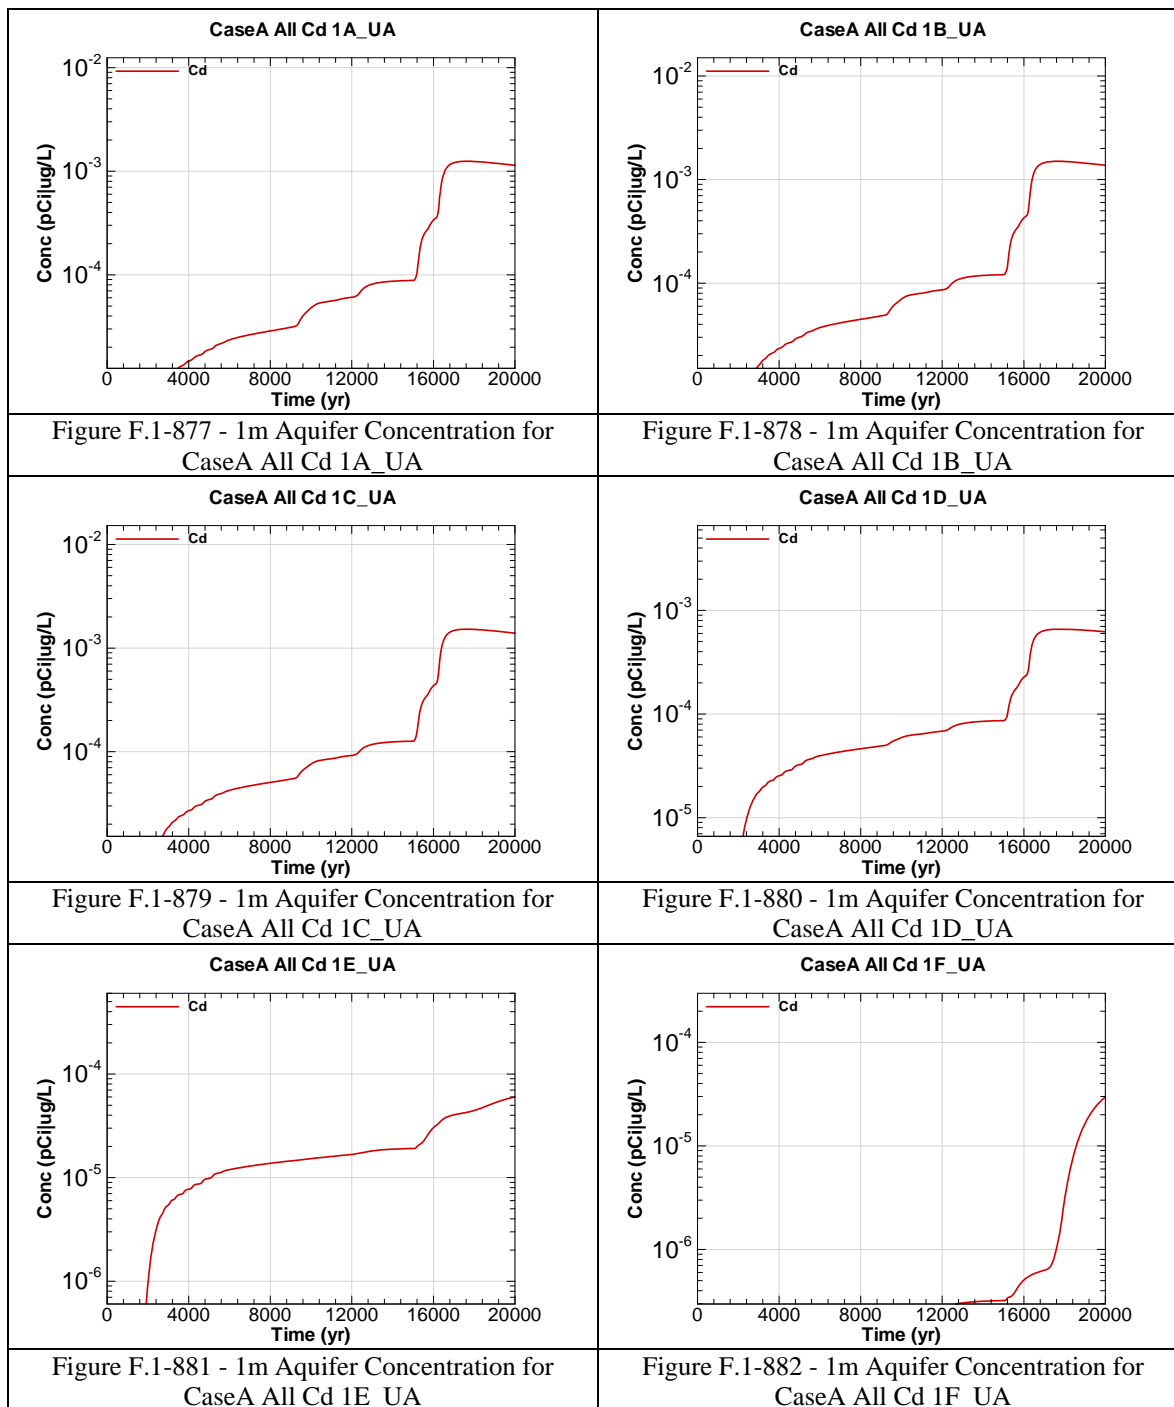 CaseA All Cd 1A_UA
Cd
Conc (pCi|ug/L)
10-2
10-3
10-4
0 4000 8000 12000 16000 20000
Time (yr)
Figure F.1-877 - 1m Aquifer Concentration for
CaseA All Cd 1A_UA
CaseA All Cd 1B_UA
Cd
Conc (pCi|ug/L)
10-2
10-3
10-4
0 4000 8000 12000 16000 20000
Time (yr)
Figure F.1-878 - 1m Aquifer Concentration for
CaseA All Cd 1B_UA
CaseA All Cd 1C_UA
Cd
Conc (pCi|ug/L)
10-2
10-3
10-4
0 4000 8000 12000 16000 20000
Time (yr)
Figure F.1-879 - 1m Aquifer Concentration for
CaseA All Cd 1C_UA
CaseA All Cd 1D_UA
Cd
Conc (pCi|ug/L)
10-3
10-4
10-5
0 4000 8000 12000 16000 20000
Time (yr)
Figure F.1-880 - 1m Aquifer Concentration for
CaseA All Cd 1D_UA
CaseA All Cd 1E_UA
Cd
Conc (pCi|ug/L)
10-4
10-5
10-6
0 4000 8000 12000 16000 20000
Time (yr)
Figure F.1-881 - 1m Aquifer Concentration for
CaseA All Cd 1E_UA
CaseA All Cd 1F_UA
Cd
Conc (pCi|ug/L)
10-4
10-5
10-6
0 4000 8000 12000 16000 20000
Time (yr)
Figure F.1-882 - 1m Aquifer Concentration for
CaseA All Cd 1F_UA